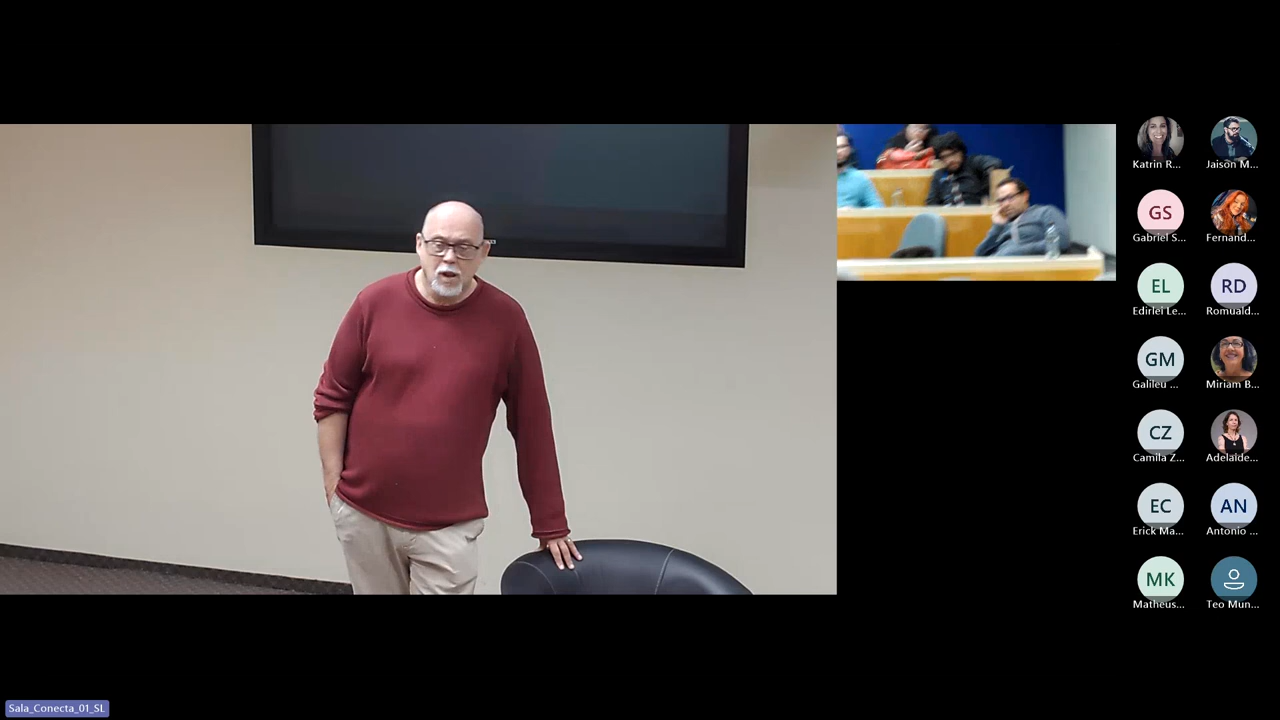 Katrin R...
Jaison M...
GS
Gabriel S...
Fernand...
EL
Edirlei Le...
RD
Romuald...
GM
Galileu ...
Miriam B...
CZ
Camila Z...
Adelaide...
EC
Erick Ma...
AN
Antonio ...
MK
Matheus...
Teo Mun...
Sala_Conecta_01_SL